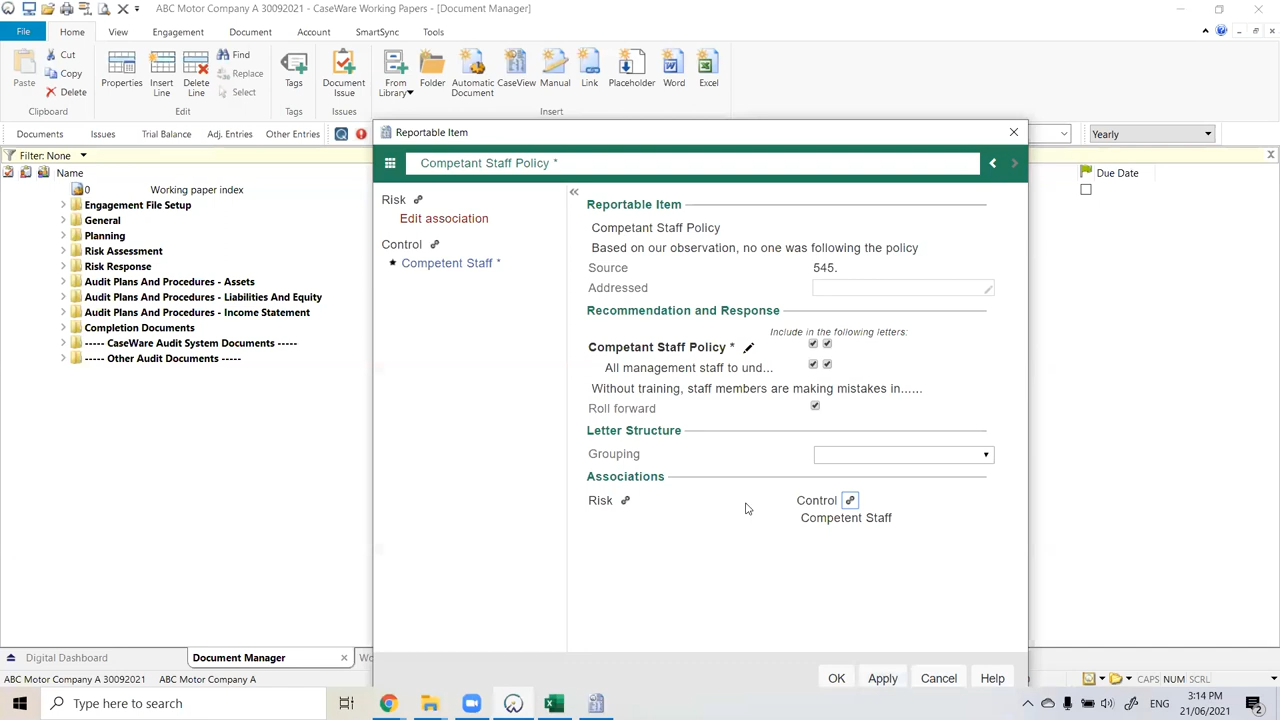 ABC Motor Company A 30092021 - CaseWare Working Papers - [Document Manager]
File Home View Engagement Document Account SmartSync Tools
Paste Cut Copy Delete Properties Insert Line Delete Line Find Replace Select Tags Document Issue From Library Folder Automatic Document CaseView Manual Link Placeholder Word Excel
Clipboard Edit Tags Issues Insert
Documents Issues Trial Balance Adj. Entries Other Entries Yearly
Filter: None
Name Due Date
0 Working paper index
Engagement File Setup
General
Planning
Risk Assessment
Risk Response
Audit Plans And Procedures - Assets
Audit Plans And Procedures - Liabilities And Equity
Audit Plans And Procedures - Income Statement
Completion Documents
----- CaseWare Audit System Documents ----
----- Other Audit Documents -----
Reportable Item
Competant Staff Policy *
Risk
Edit association
Control
Competent Staff *
Reportable Item
Competant Staff Policy
Based on our observation, no one was following the policy
Source 545.
Addressed
Recommendation and Response
Include in the following letters:
Competant Staff Policy *
All management staff to und...
Without training, staff members are making mistakes in......
Roll forward
Letter Structure
Grouping
Associations
Risk Control
Competent Staff
OK Apply Cancel Help
Digital Dashboard Document Manager Wo
ABC Motor Company A 30092021 ABC Motor Company A CAPS NUM SCRL
Type here to search
ENG 3:14 PM
21/06/2021
2